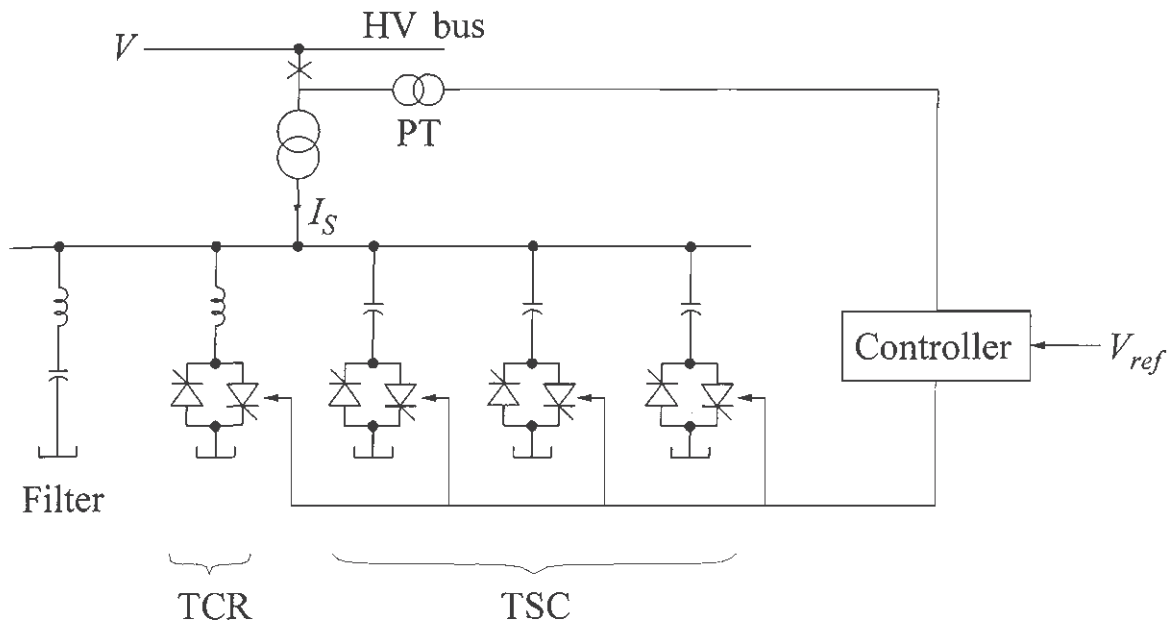 HV bus
V
PT
I_S
Controller
V_ref
Filter
TCR
TSC